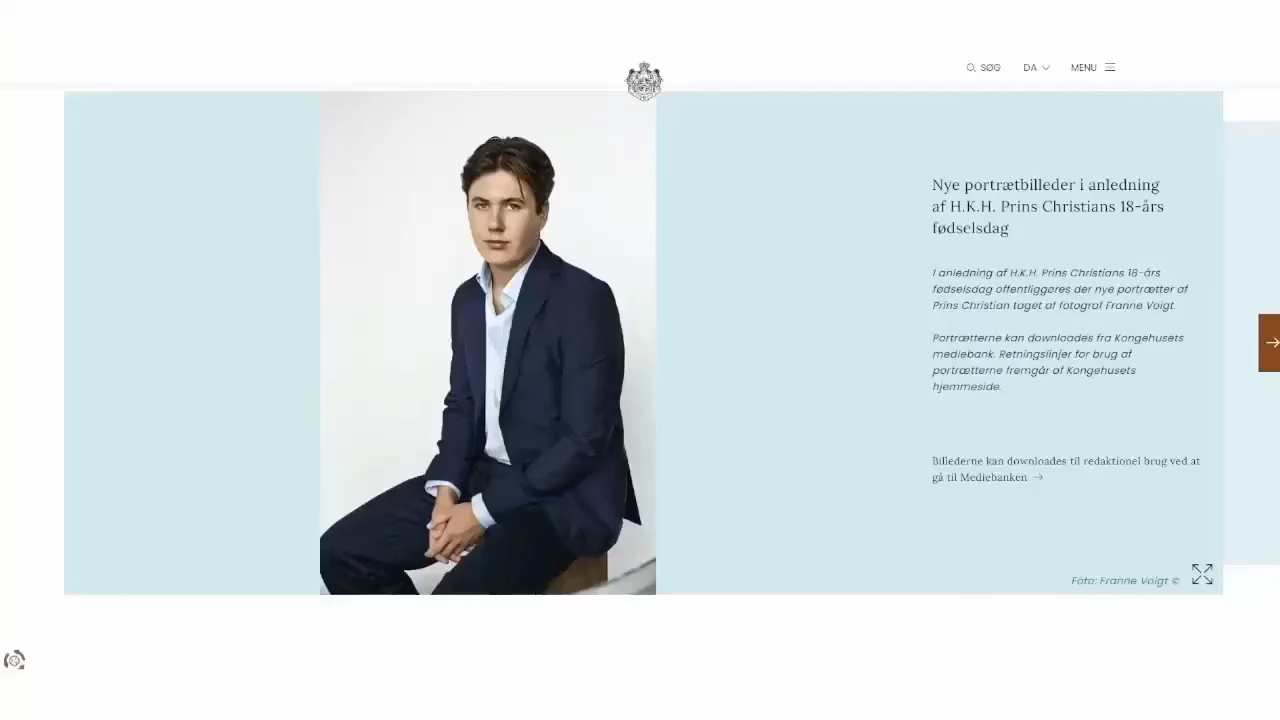 SØG
DA
MENU
Nye portrætbilleder i anledning
af H.K.H. Prins Christians 18-års
fødselsdag
I anledning af H.K.H. Prins Christians 18-års
fødselsdag offentliggøres der nye portrætter af
Prins Christian taget af fotograf Franne Voigt.
Portrætterne kan downloades fra Kongehusets
mediebank. Retningslinjer for brug af
portrætterne fremgår af Kongehusets
hjemmeside.
Billederne kan downloades til redaktionel brug ved at
gå til Mediebanken →
Foto: Franne Voigt ©